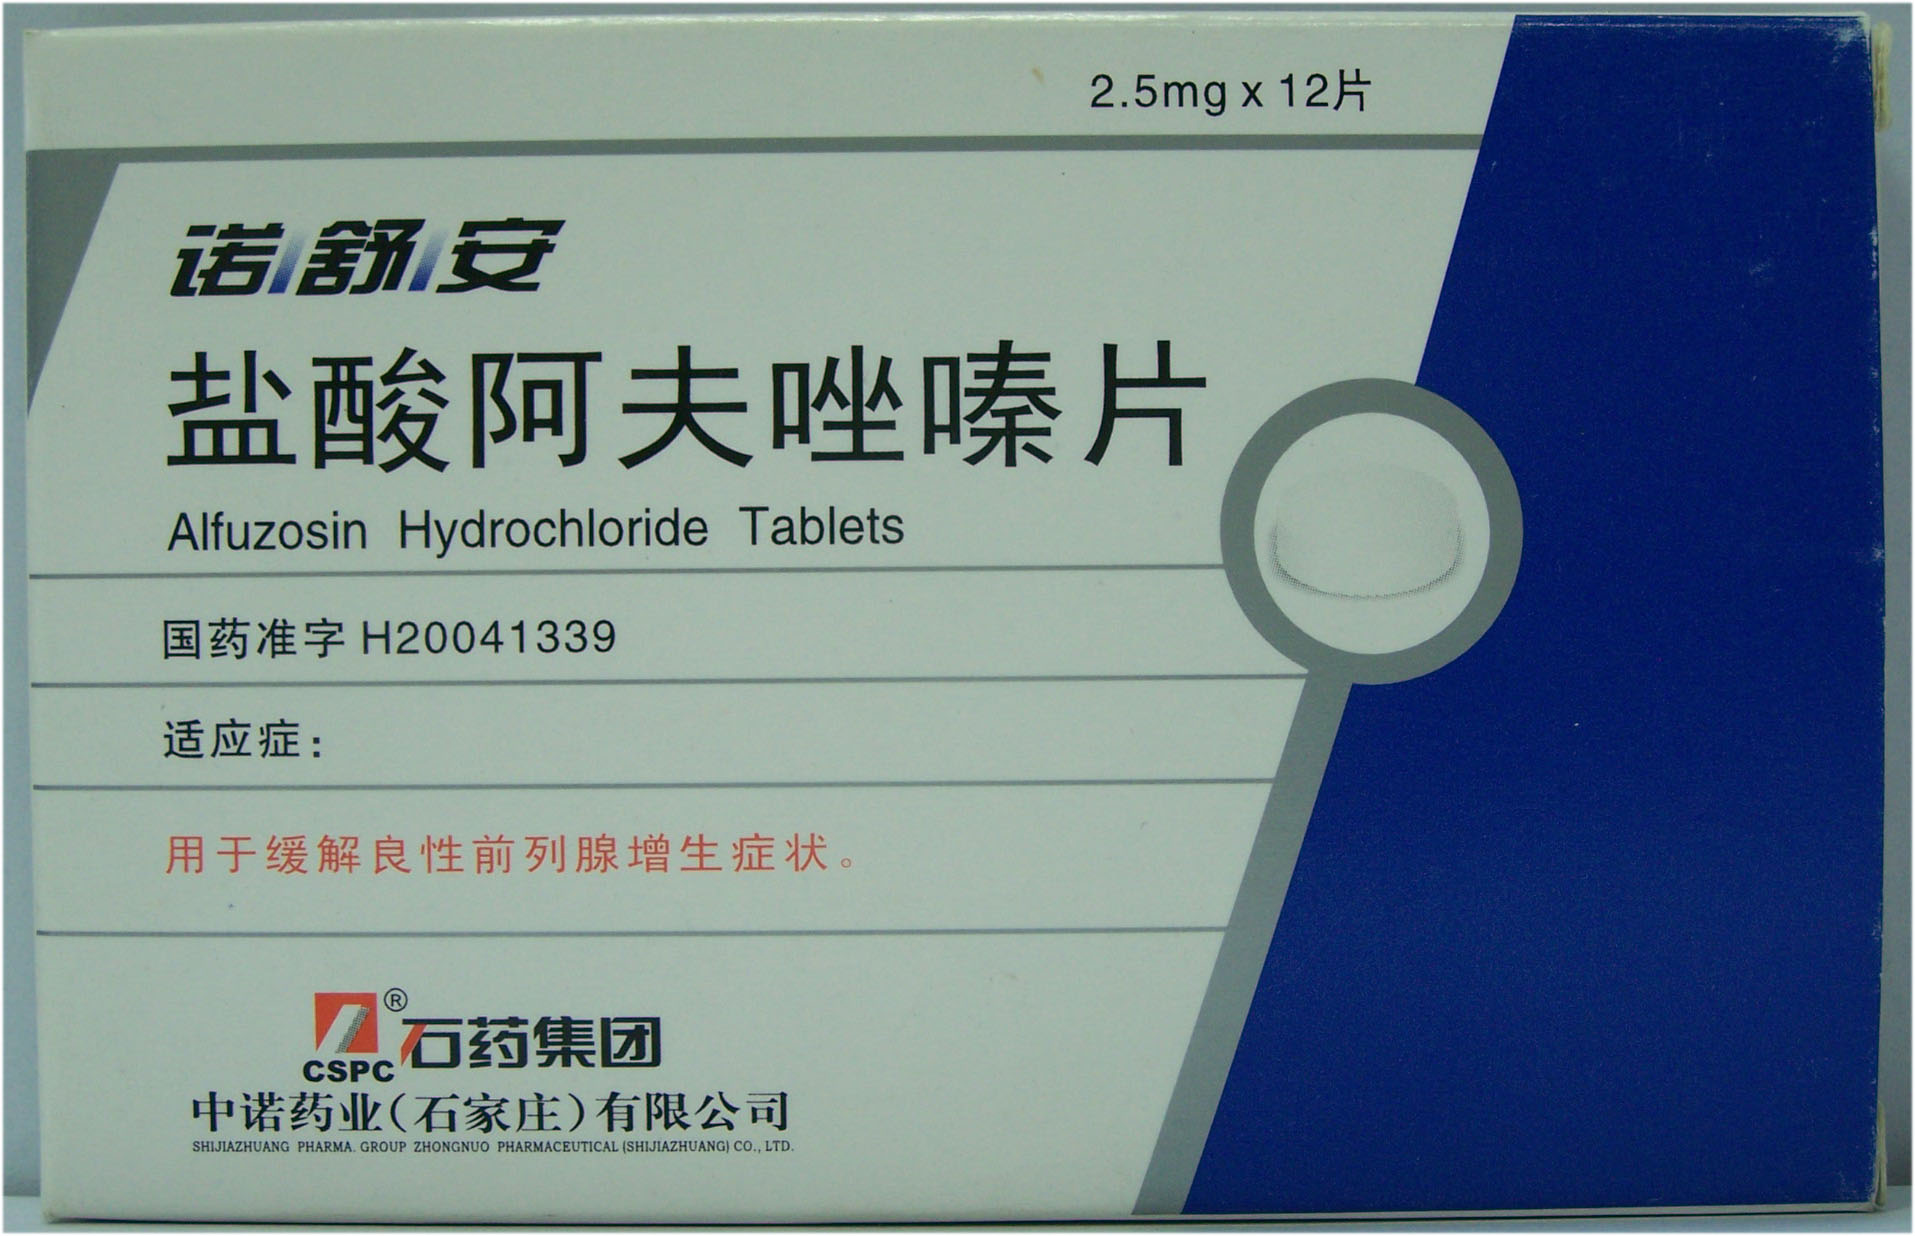 2.5mg x 12片
诺舒安
盐酸阿夫唑嗪片
Alfuzosin Hydrochloride Tablets
国药准字 H20041339
适应症：
用于缓解良性前列腺增生症状。
®
CSPC 石药集团
中诺药业（石家庄）有限公司
SHIJIAZHUANG PHARMA. GROUP ZHONGNUO PHARMACEUTICAL (SHIJIAZHUANG) CO., LTD.